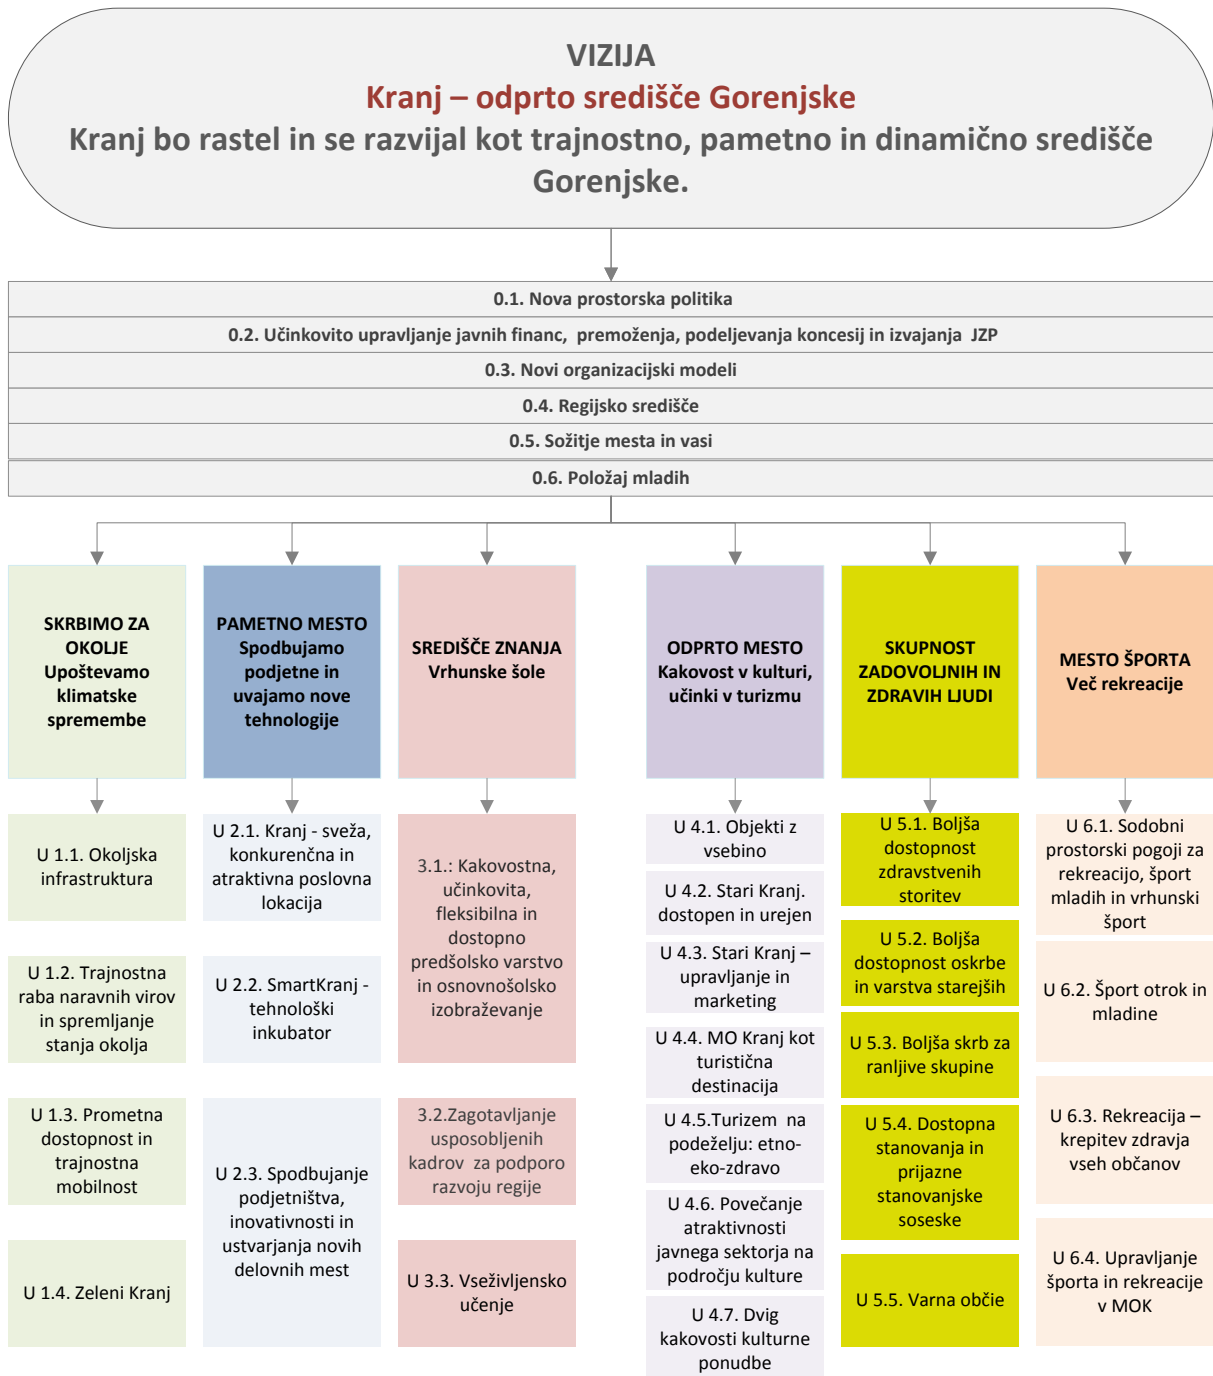 VIZIJA
Kranj – odprto središče Gorenjske
Kranj bo rastel in se razvijal kot trajnostno, pametno in dinamično središče
Gorenjske.
0.1. Nova prostorska politika
0.2. Učinkovito upravljanje javnih financ,  premoženja, podeljevanja koncesij in izvajanja  JZP
0.3. Novi organizacijski modeli
0.4. Regijsko središče
0.5. Sožitje mesta in vasi
0.6. Položaj mladih
SKRBIMO ZA
OKOLJE
Upoštevamo
klimatske
spremembe
PAMETNO MESTO
Spodbujamo
podjetne in
uvajamo nove
tehnologije
SREDIŠČE ZNANJA
Vrhunske šole
ODPRTO MESTO
Kakovost v kulturi,
učinki v turizmu
SKUPNOST
ZADOVOLJNIH IN
ZDRAVIH LJUDI
MESTO ŠPORTA
Več rekreacije
U 1.1. Okoljska
infrastruktura
U 1.2. Trajnostna
raba naravnih virov
in spremljanje
stanja okolja
U 1.3. Prometna
dostopnost in
trajnostna
mobilnost
U 1.4. Zeleni Kranj
U 2.1. Kranj - sveža,
konkurenčna in
atraktivna poslovna
lokacija
U 2.2. SmartKranj -
tehnološki
inkubator
U 2.3. Spodbujanje
podjetništva,
inovativnosti in
ustvarjanja novih
delovnih mest
3.1.: Kakovostna,
učinkovita,
fleksibilna in
dostopno
predšolsko varstvo
in osnovnošolsko
izobraževanje
3.2.Zagotavljanje
usposobljenih
kadrov  za podporo
razvoju regije
U 3.3. Vseživljensko
učenje
U 4.1. Objekti z
vsebino
U 4.2. Stari Kranj.
dostopen in urejen
U 4.3. Stari Kranj –
upravljanje in
marketing
U 4.4. MO Kranj kot
turistična
destinacija
U 4.5.Turizem  na
podeželju: etno-
eko-zdravo
U 4.6. Povečanje
atraktivnosti
javnega sektorja na
področju kulture
U 4.7. Dvig
kakovosti kulturne
ponudbe
U 5.1. Boljša
dostopnost
zdravstvenih
storitev
U 5.2. Boljša
dostopnost oskrbe
in varstva starejših
U 5.3. Boljša skrb za
ranljive skupine
U 5.4. Dostopna
stanovanja in
prijazne
stanovanjske
soseske
U 5.5. Varna občie
U 6.1. Sodobni
prostorski pogoji za
rekreacijo, šport
mladih in vrhunski
šport
U 6.2. Šport otrok in
mladine
U 6.3. Rekreacija –
krepitev zdravja
vseh občanov
U 6.4. Upravljanje
športa in rekreacije
v MOK